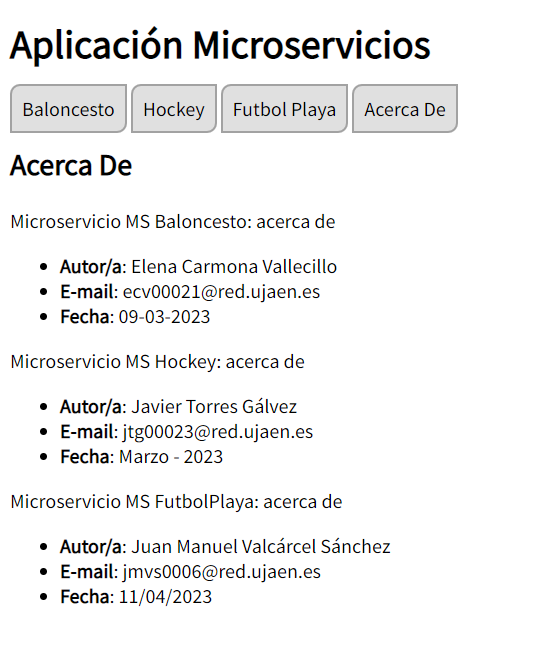 Aplicación Microservicios
Baloncesto Hockey Futbol Playa Acerca De
Acerca De
Microservicio MS Baloncesto: acerca de
• Autor/a: Elena Carmona Vallecillo
• E-mail: ecv00021@red.ujaen.es
• Fecha: 09-03-2023
Microservicio MS Hockey: acerca de
• Autor/a: Javier Torres Gálvez
• E-mail: jtg00023@red.ujaen.es
• Fecha: Marzo - 2023
Microservicio MS FutbolPlaya: acerca de
• Autor/a: Juan Manuel Valcárcel Sánchez
• E-mail: jmvs0006@red.ujaen.es
• Fecha: 11/04/2023